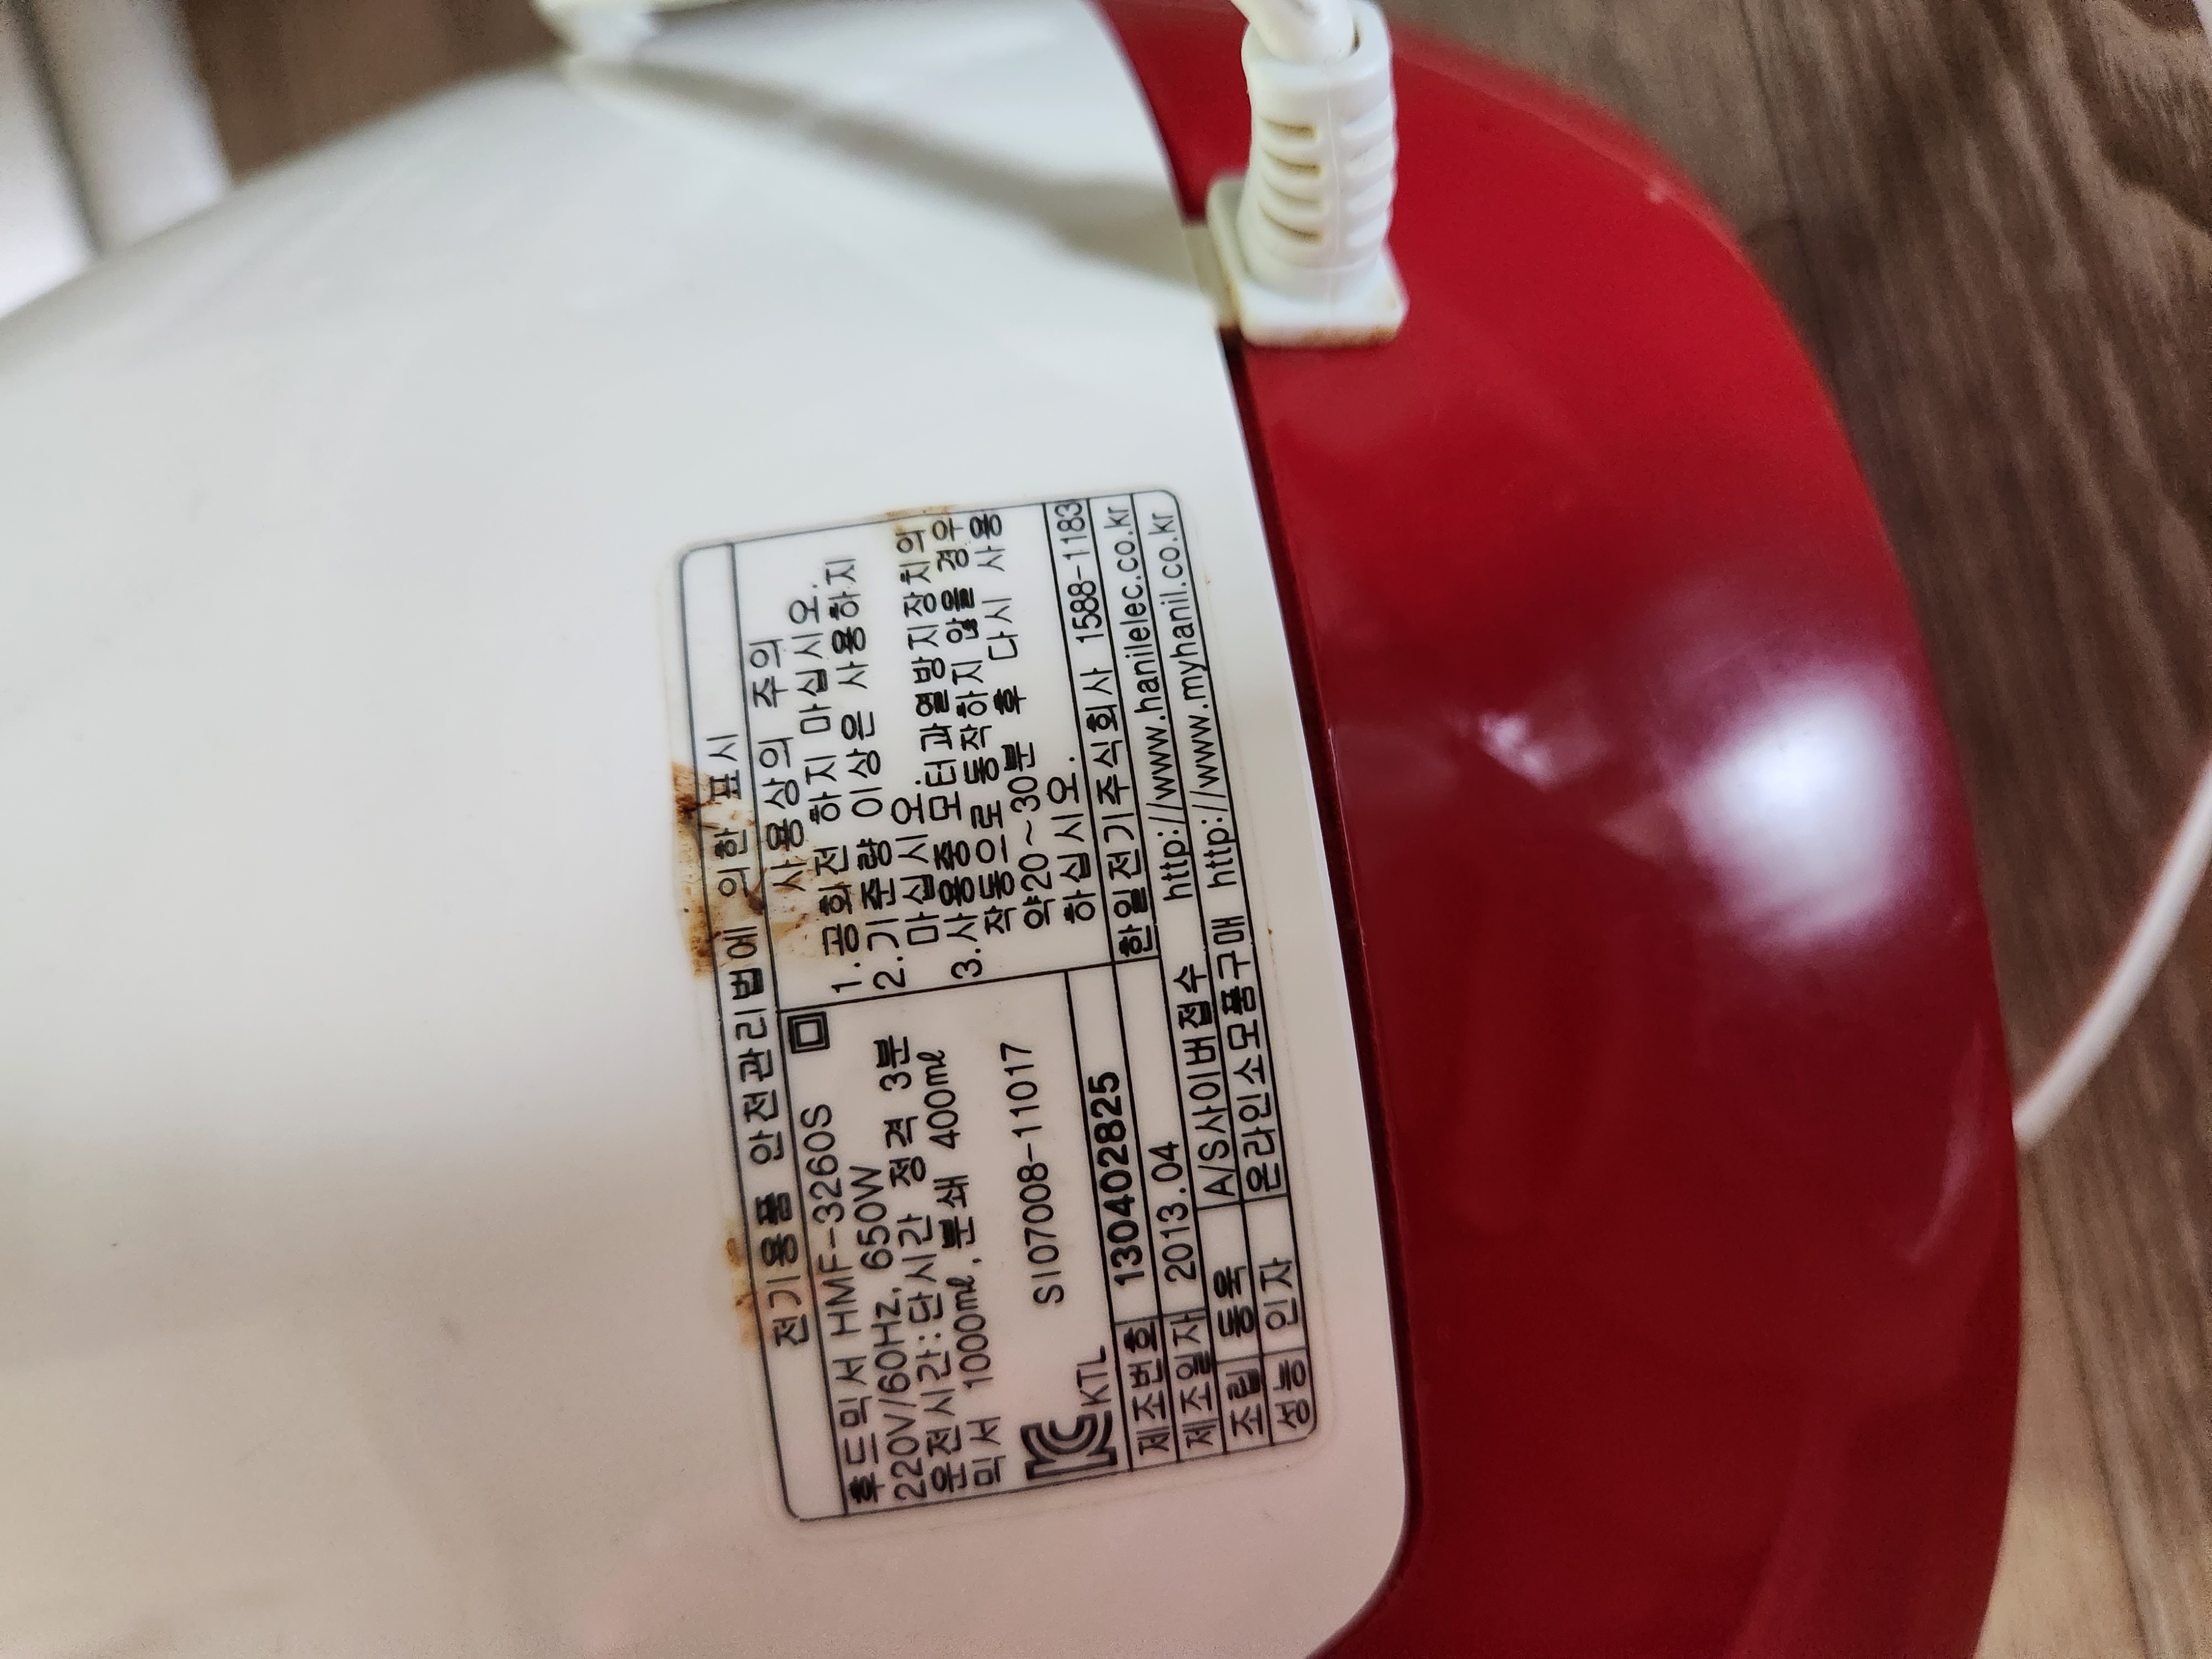 전기용품 안전관리법에 의한 표시
후드믹서 HMF-3260S
220V/60Hz, 650W
운전시간:단시간 정격 3분
믹서 1000㎖, 분쇄 400㎖
KC
KTL
SI07008-11017
사용상의 주의
1.공회전 하지 마십시오.
2.기준량 이상은 사용하지
마십시오.
3.사용중 모터과열방지장치의
작동으로 동작하지 않을 경우
약20~30분 후 다시 사용
하십시오.
제조번호 130402825
한일전기주식회사 1588-1183
제조일자 2013.04
A/S사이버접수 http://www.hanilelec.co.kr
조립 동옥
온라인소모품구매 http://www.myhanil.co.kr
성능 인자